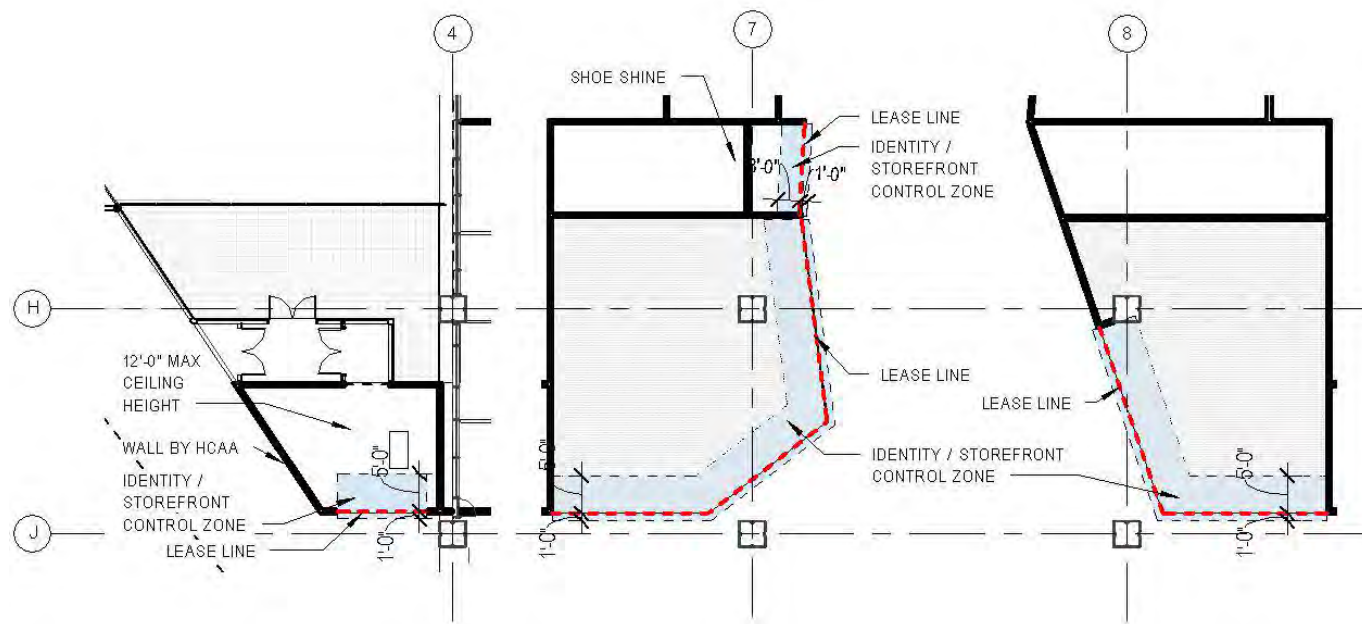 4
7
8
SHOE SHINE
LEASE LINE
IDENTITY /
STOREFRONT
CONTROL ZONE
3'-0"
1'-0"
H
12'-0" MAX
CEILING
HEIGHT
LEASE LINE
LEASE LINE
WALL BY HCAA
IDENTITY /
STOREFRONT
CONTROL ZONE
LEASE LINE
5'-0"
1'-0"
5'-0"
1'-0"
IDENTITY / STOREFRONT
CONTROL ZONE
5'-0"
1'-0"
J